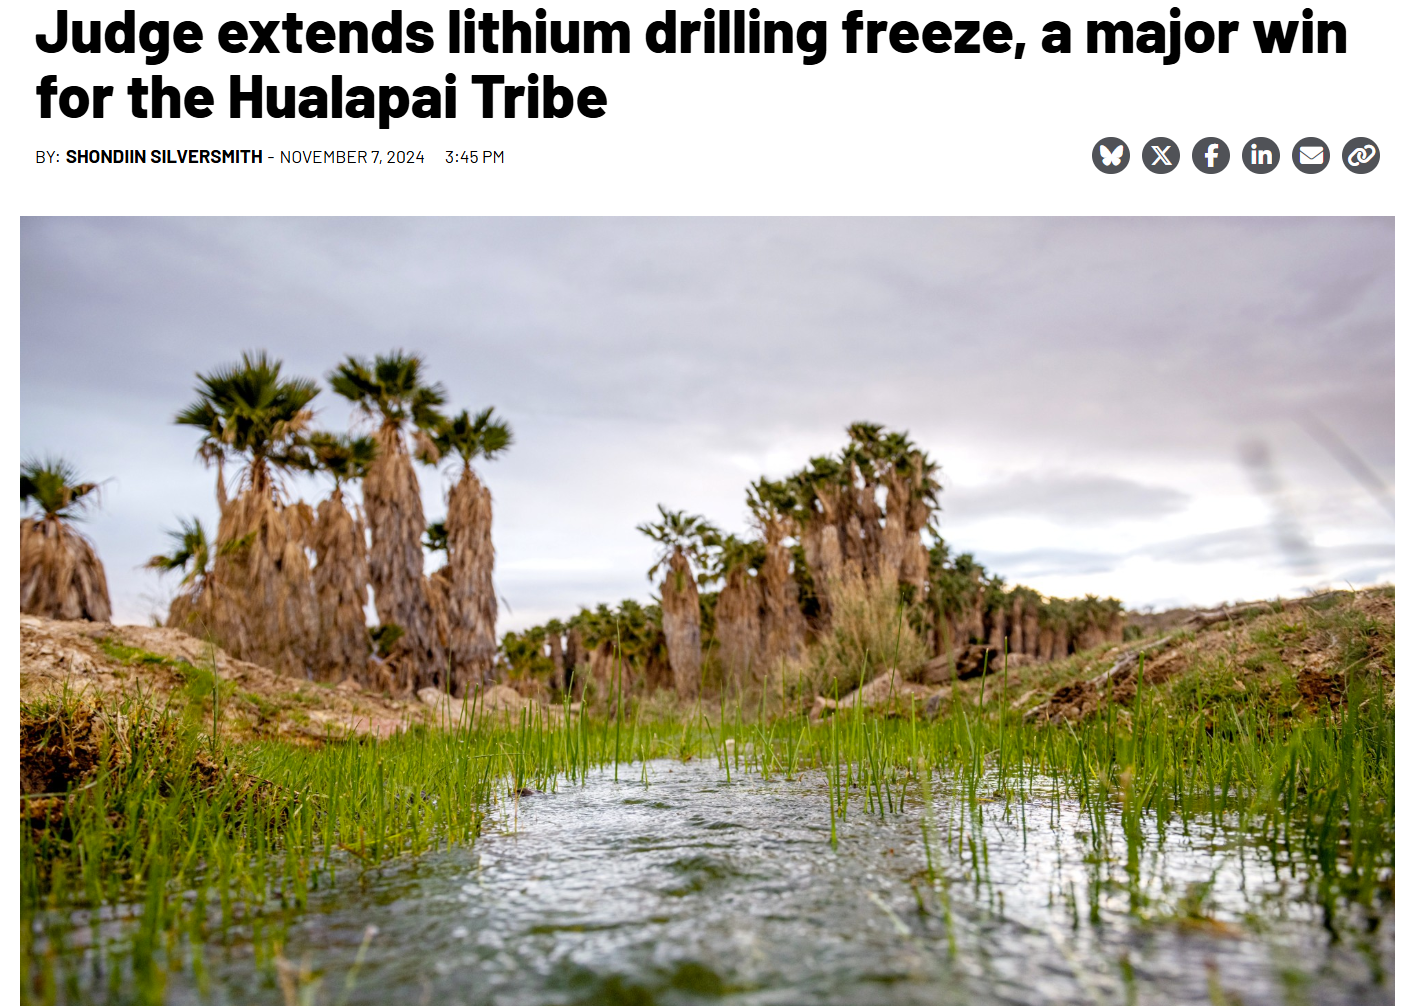 Judge extends lithium drilling freeze, a major win
for the Hualapai Tribe
BY: SHONDIIN SILVERSMITH - NOVEMBER 7, 2024 3:45 PM